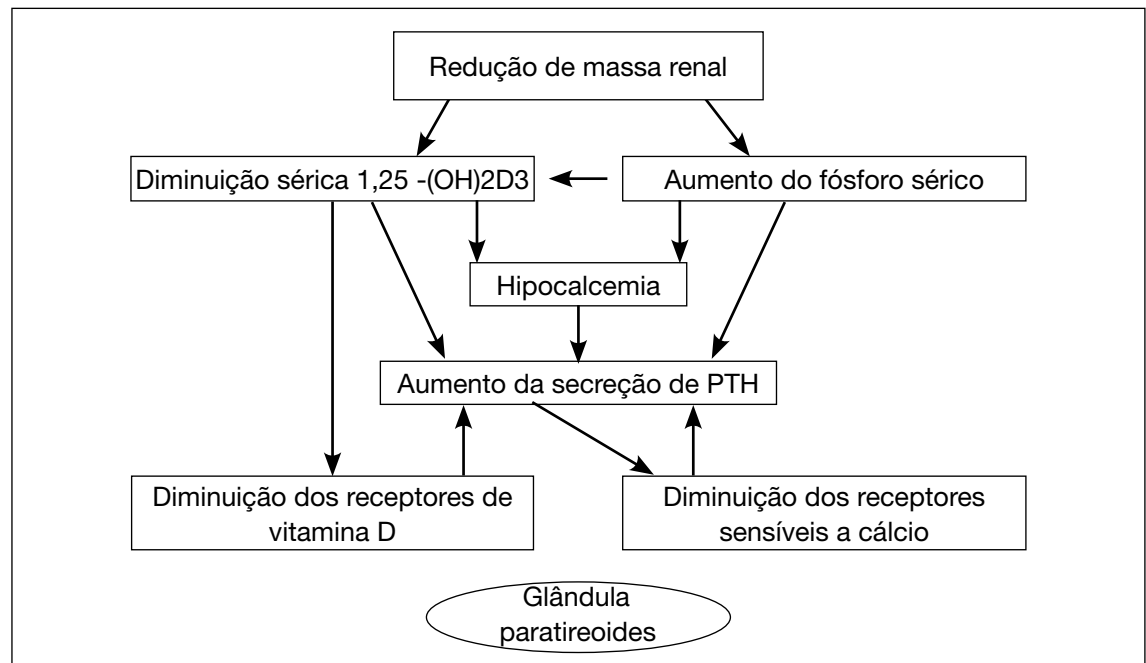 Redução de massa renal
Diminuição sérica 1,25 -(OH)2D3
Aumento do fósforo sérico
Hipocalcemia
Aumento da secreção de PTH
Diminuição dos receptores de
vitamina D
Diminuição dos receptores
sensíveis a cálcio
Glândula
paratireoides